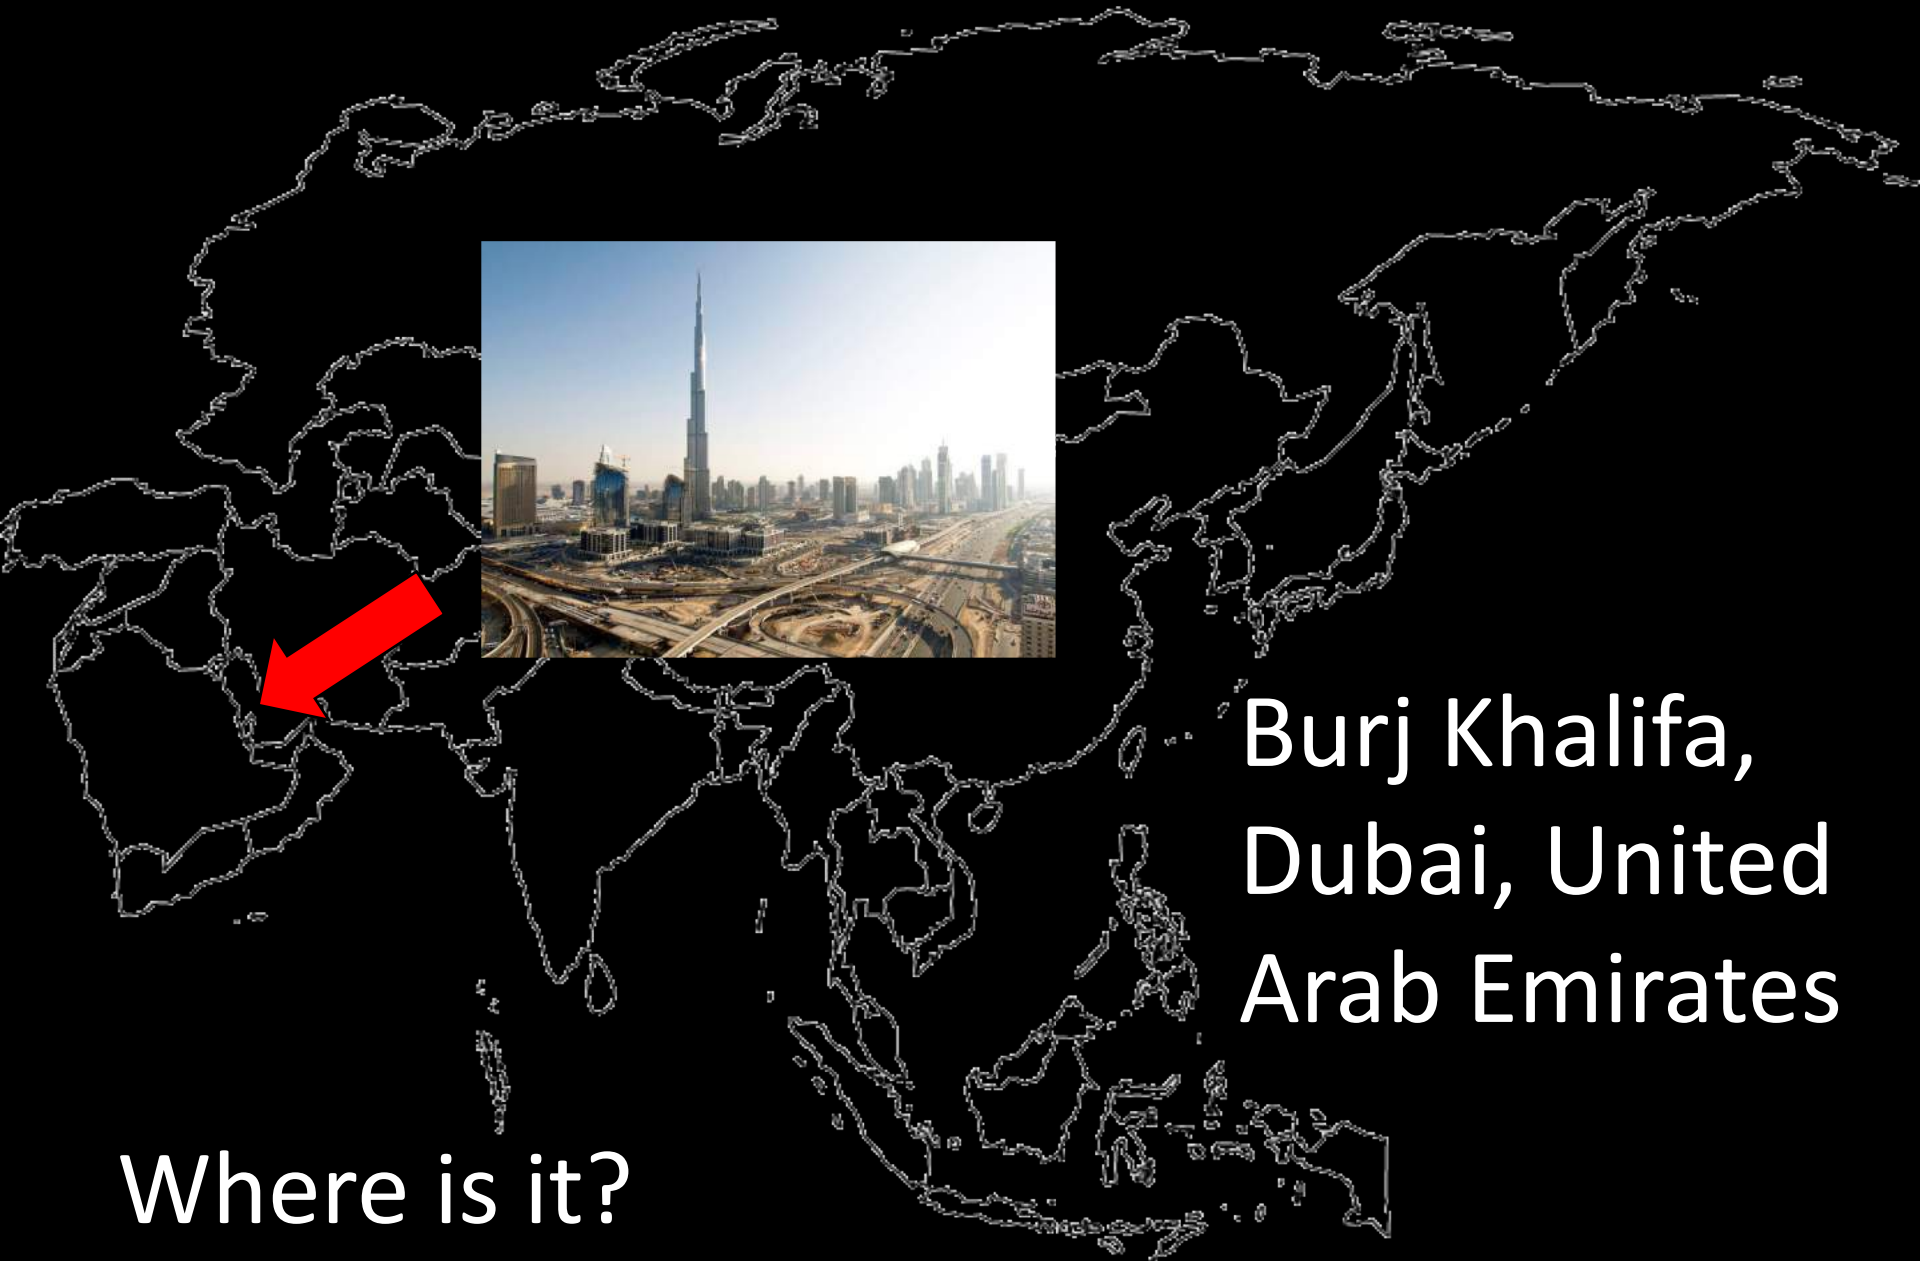 Burj Khalifa,
Dubai, United
Arab Emirates
Where is it?